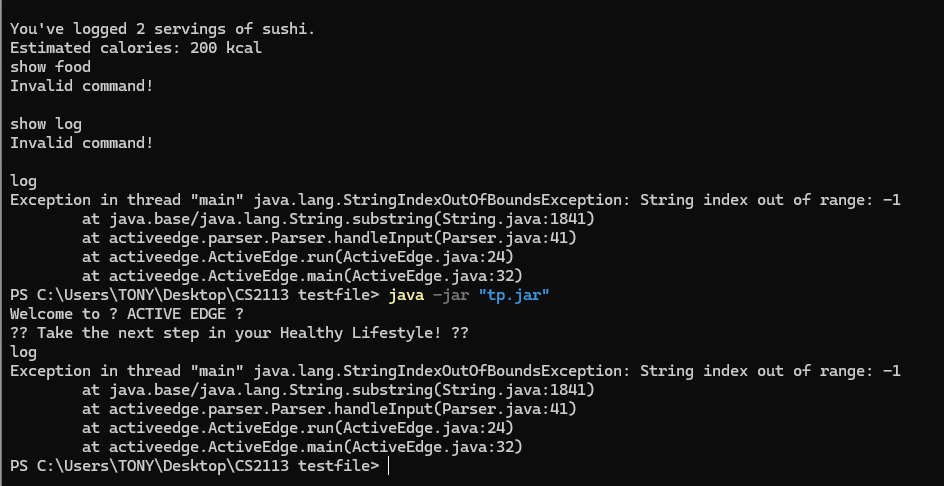 You've logged 2 servings of sushi.
Estimated calories: 200 kcal
show food
Invalid command!
show log
Invalid command!
log
Exception in thread "main" java.lang.StringIndexOutOfBoundsException: String index out of range: -1
        at java.base/java.lang.String.substring(String.java:1841)
        at activeedge.parser.Parser.handleInput(Parser.java:41)
        at activeedge.ActiveEdge.run(ActiveEdge.java:24)
        at activeedge.ActiveEdge.main(ActiveEdge.java:32)
PS C:\Users\TONY\Desktop\CS2113 testfile> java -jar "tp.jar"
Welcome to ? ACTIVE EDGE ?
?? Take the next step in your Healthy Lifestyle! ??
log
Exception in thread "main" java.lang.StringIndexOutOfBoundsException: String index out of range: -1
        at java.base/java.lang.String.substring(String.java:1841)
        at activeedge.parser.Parser.handleInput(Parser.java:41)
        at activeedge.ActiveEdge.run(ActiveEdge.java:24)
        at activeedge.ActiveEdge.main(ActiveEdge.java:32)
PS C:\Users\TONY\Desktop\CS2113 testfile>